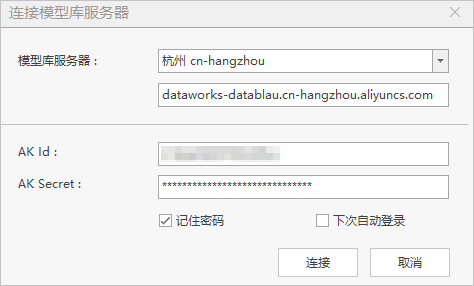 连接模型库服务器
模型库服务器：
杭州 cn-hangzhou
dataworks-datablau.cn-hangzhou.aliyuncs.com
AK Id：
AK Secret：
******************************
记住密码
下次自动登录
连接
取消